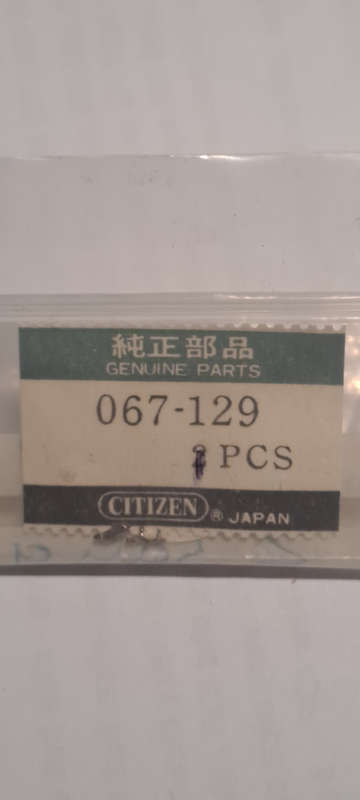 純正部品
GENUINE PARTS
067-129
PCS
CITIZEN ® JAPAN